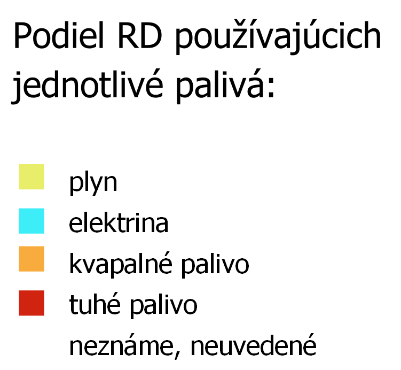 Podiel RD používajúcich
jednotlivé palivá:
plyn
elektrina
kvapalné palivo
tuhé palivo
neznáme, neuvedené